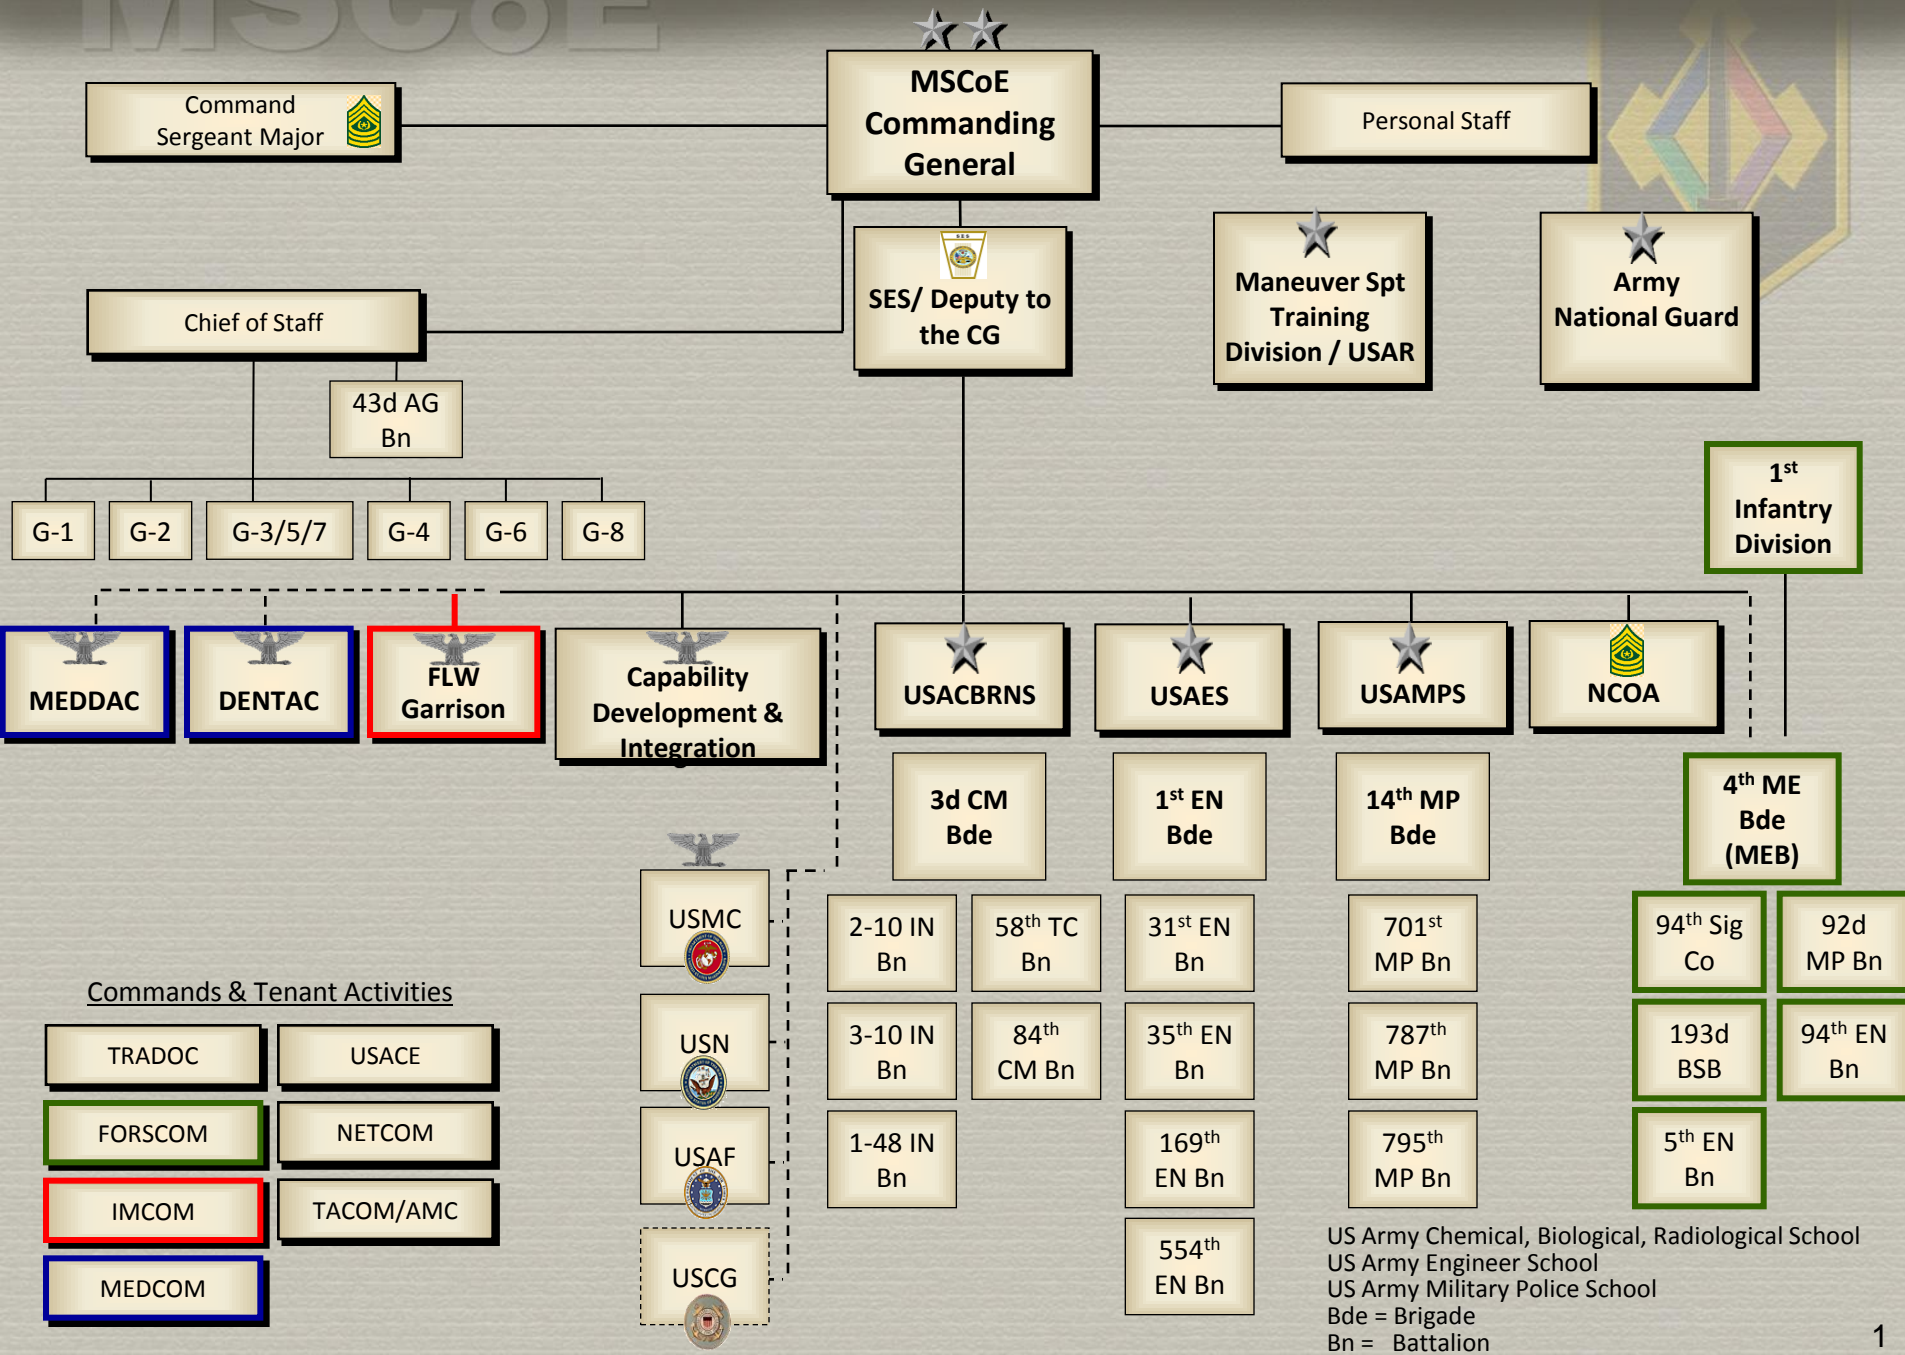 MSCoE
MSCoE
Commanding
General
Command
Sergeant Major
Personal Staff
SES
SES/ Deputy to
the CG
Maneuver Spt
Training
Division / USAR
Army
National Guard
Chief of Staff
43d AG
Bn
G-1
G-2
G-3/5/7
G-4
G-6
G-8
1st
Infantry
Division
MEDDAC
DENTAC
FLW
Garrison
Capability
Development &
Integration
USACBRNS
USAES
USAMPS
NCOA
3d CM
Bde
1st EN
Bde
14th MP
Bde
4th ME
Bde
(MEB)
USMC
USN
USAF
USCG
2-10 IN
Bn
58th TC
Bn
31st EN
Bn
701st
MP Bn
94th Sig
Co
92d
MP Bn
3-10 IN
Bn
84th
CM Bn
35th EN
Bn
787th
MP Bn
193d
BSB
94th EN
Bn
1-48 IN
Bn
169th
EN Bn
795th
MP Bn
5th EN
Bn
554th
EN Bn
Commands & Tenant Activities
TRADOC
USACE
FORSCOM
NETCOM
IMCOM
TACOM/AMC
MEDCOM
US Army Chemical, Biological, Radiological School
US Army Engineer School
US Army Military Police School
Bde = Brigade
Bn = Battalion
1